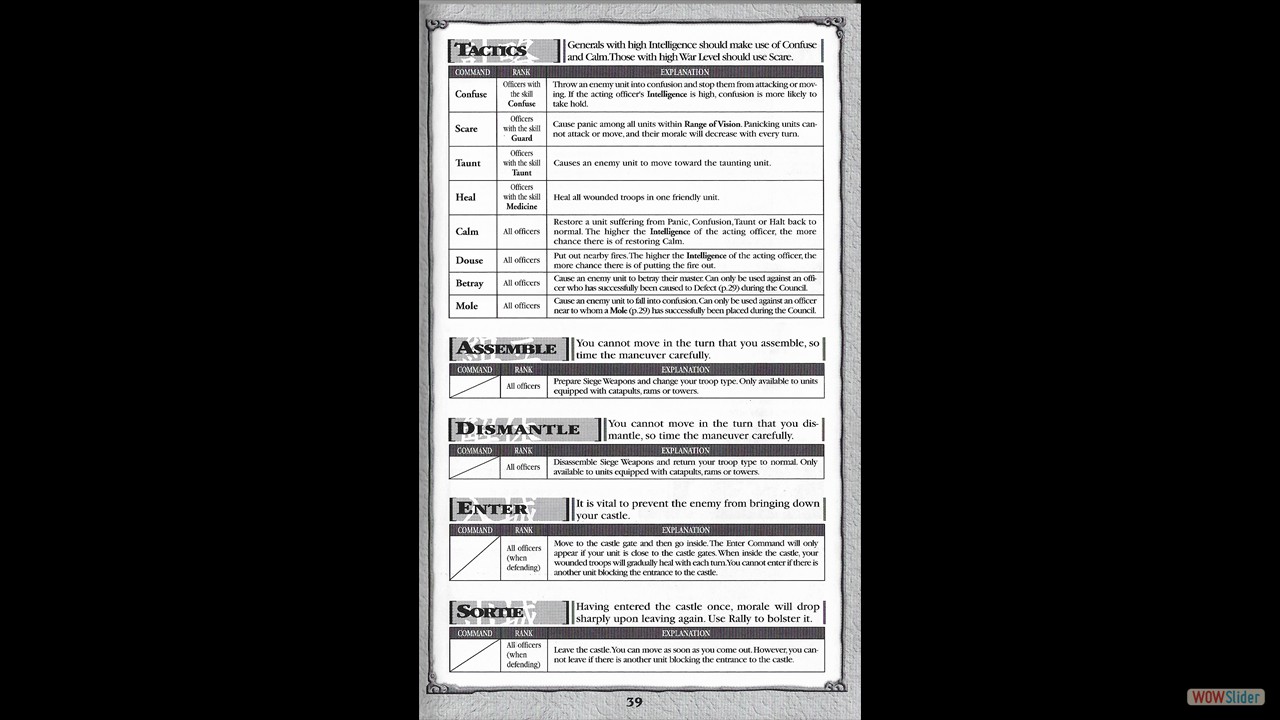 TACTICS
Generals with high Intelligence should make use of Confuse
and Calm.Those with high War Level should use Scare.
COMMAND RANK EXPLANATION
Confuse
Officers with
the skill
Confuse
Throw an enemy unit into confusion and stop them from attacking or mov-
ing. If the acting officer's Intelligence is high, confusion is more likely to
take hold.
Scare
Officers
with the skill
Guard
Cause panic among all units within Range of Vision. Panicking units can-
not attack or move, and their morale will decrease with every turn.
Taunt
Officers
with the skill
Taunt
Causes an enemy unit to move toward the taunting unit.
Heal
Officers
with the skill
Medicine
Heal all wounded troops in one friendly unit.
Calm
All officers
Restore a unit suffering from Panic, Confusion, Taunt or Halt back to
normal. The higher the Intelligence of the acting officer, the more
chance there is of restoring Calm.
Douse
All officers
Put out nearby fires. The higher the Intelligence of the acting officer, the
more chance there is of putting the fire out.
Betray
All officers
Cause an enemy unit to betray their master. Can only be used against an offi-
cer who has successfully been caused to Defect (p.29) during the Council.
Mole
All officers
Cause an enemy unit to fall into confusion. Can only be used against an officer
near to whom a Mole (p.29) has successfully been placed during the Council.
ASSEMBLE
You cannot move in the turn that you assemble, so
time the maneuver carefully.
COMMAND RANK EXPLANATION
All officers
Prepare Siege Weapons and change your troop type. Only available to units
equipped with catapults, rams or towers.
DISMANTLE
You cannot move in the turn that you dis-
mantle, so time the maneuver carefully.
COMMAND RANK EXPLANATION
All officers
Disassemble Siege Weapons and return your troop type to normal. Only
available to units equipped with catapults, rams or towers.
ENTER
It is vital to prevent the enemy from bringing down
your castle.
COMMAND RANK EXPLANATION
All officers
(when
defending)
Move to the castle gate and then go inside. The Enter Command will only
appear if your unit is close to the castle gates. When inside the castle, your
wounded troops will gradually heal with each turn. You cannot enter if there is
another unit blocking the entrance to the castle.
SORTIE
Having entered the castle once, morale will drop
sharply upon leaving again. Use Rally to bolster it.
COMMAND RANK EXPLANATION
All officers
(when
defending)
Leave the castle. You can move as soon as you come out. However, you can-
not leave if there is another unit blocking the entrance to the castle.
39
WOWSlider